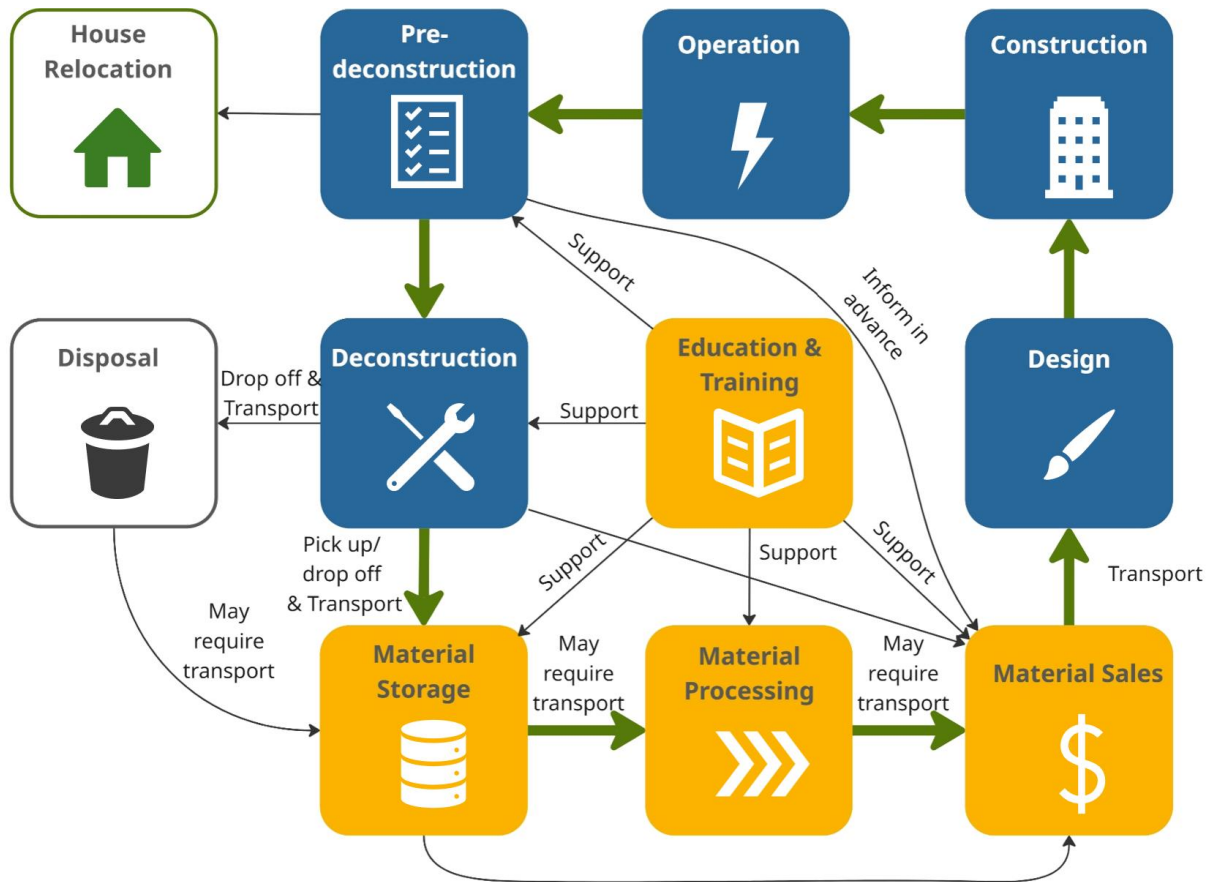 House
Relocation
Pre-
deconstruction
Operation
Construction
Support
Inform in
advance
Disposal
Drop off &
Transport
Deconstruction
Support
Education &
Training
Design
Pick up/
drop off
& Transport
Support
Support
Support
Transport
May
require
transport
Material
Storage
May
require
transport
Material
Processing
May
require
transport
Material Sales